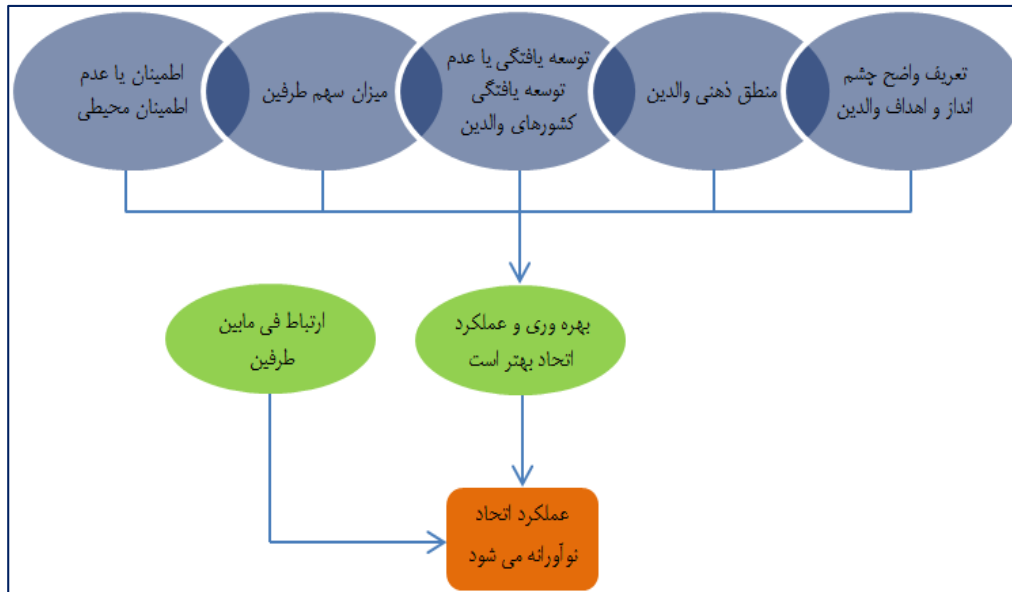 تعریف واضح چشم
انداز و اهداف والدین
منطق ذهنی والدین
توسعه یافتگی یا عدم
توسعه یافتگی
کشورهای والدین
میزان سهم طرفین
اطمینان یا عدم
اطمینان محیطی
بهره وری و عملکرد
اتحاد بهتر است
ارتباط فی مابین
طرفین
عملکرد اتحاد
نوآورانه می شود